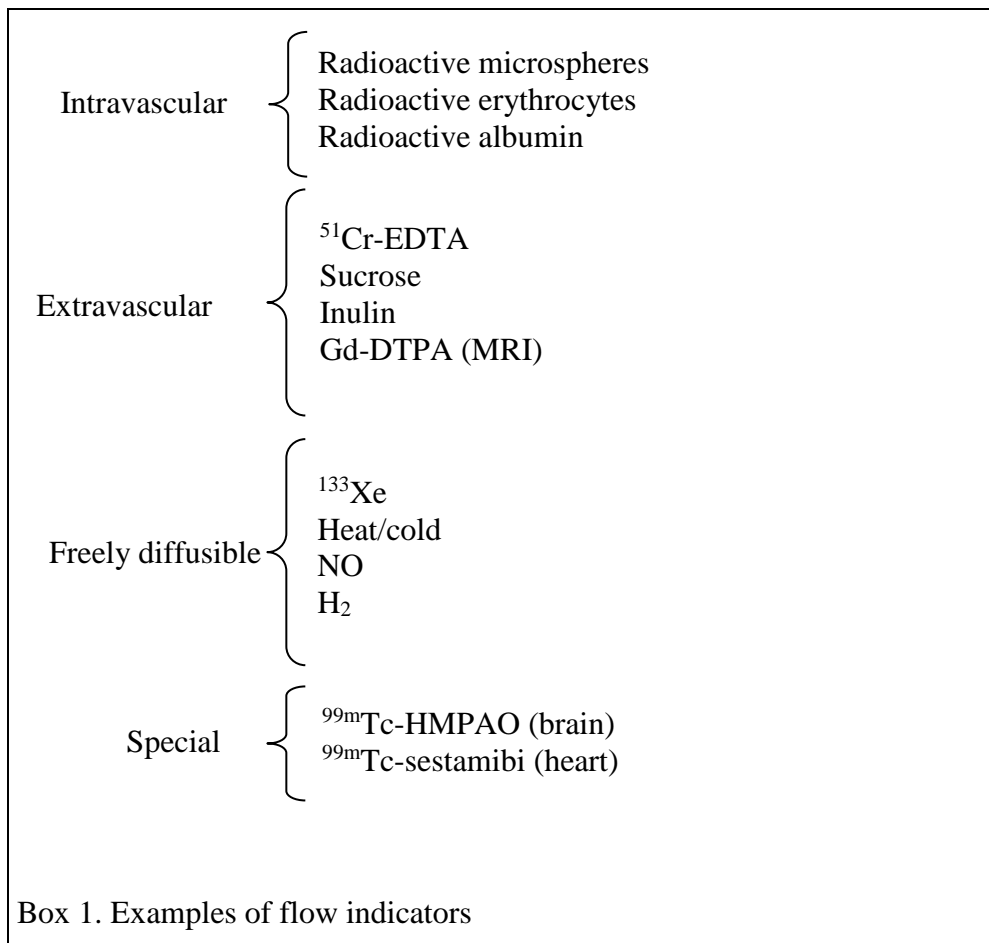 Intravascular
Radioactive microspheres
Radioactive erythrocytes
Radioactive albumin
Extravascular
⁵¹Cr-EDTA
Sucrose
Inulin
Gd-DTPA (MRI)
Freely diffusible
¹³³Xe
Heat/cold
NO
H₂
Special
⁹⁹ᵐTc-HMPAO (brain)
⁹⁹ᵐTc-sestamibi (heart)
Box 1. Examples of flow indicators